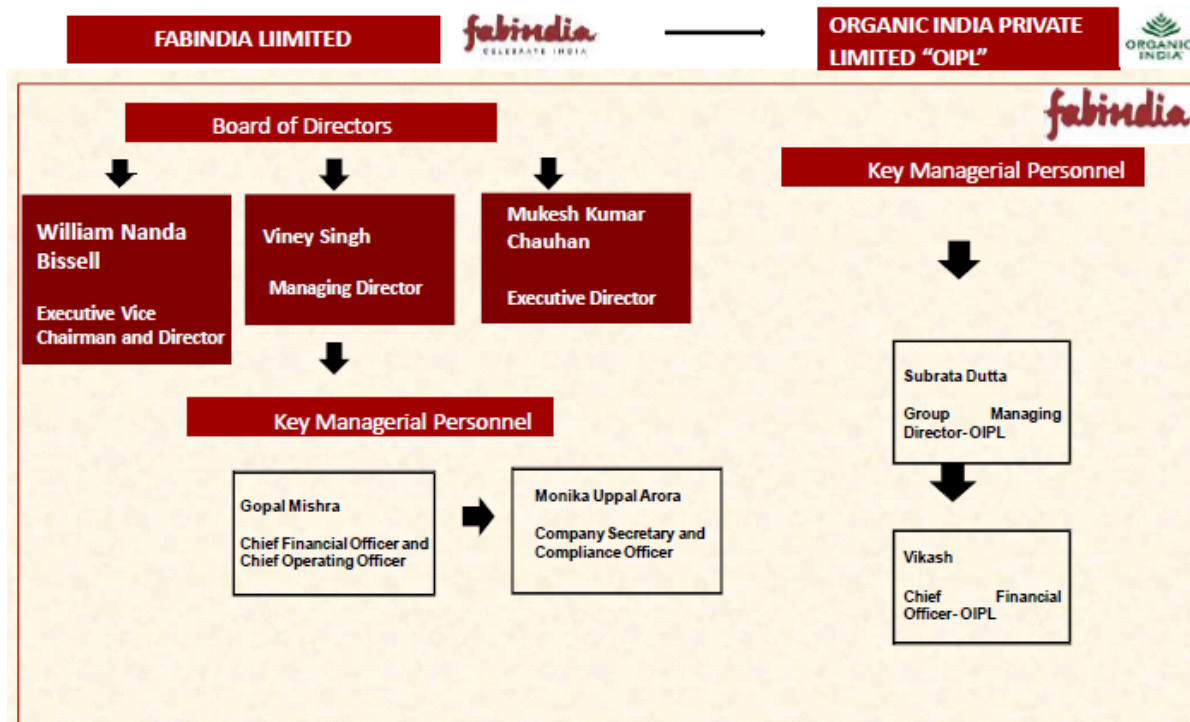 FABINDIA LIIMITED
fabindia
CELEBRATE INDIA
ORGANIC INDIA PRIVATE
LIMITED “OIPL”
ORGANIC
INDIA
fabindia
Board of Directors
William Nanda
Bissell
Executive Vice
Chairman and Director
Viney Singh
Managing Director
Mukesh Kumar
Chauhan
Executive Director
Key Managerial Personnel
Gopal Mishra
Chief Financial Officer and
Chief Operating Officer
Monika Uppal Arora
Company Secretary and
Compliance Officer
Key Managerial Personnel
Subrata Dutta
Group Managing
Director- OIPL
Vikash
Chief Financial
Officer- OIPL